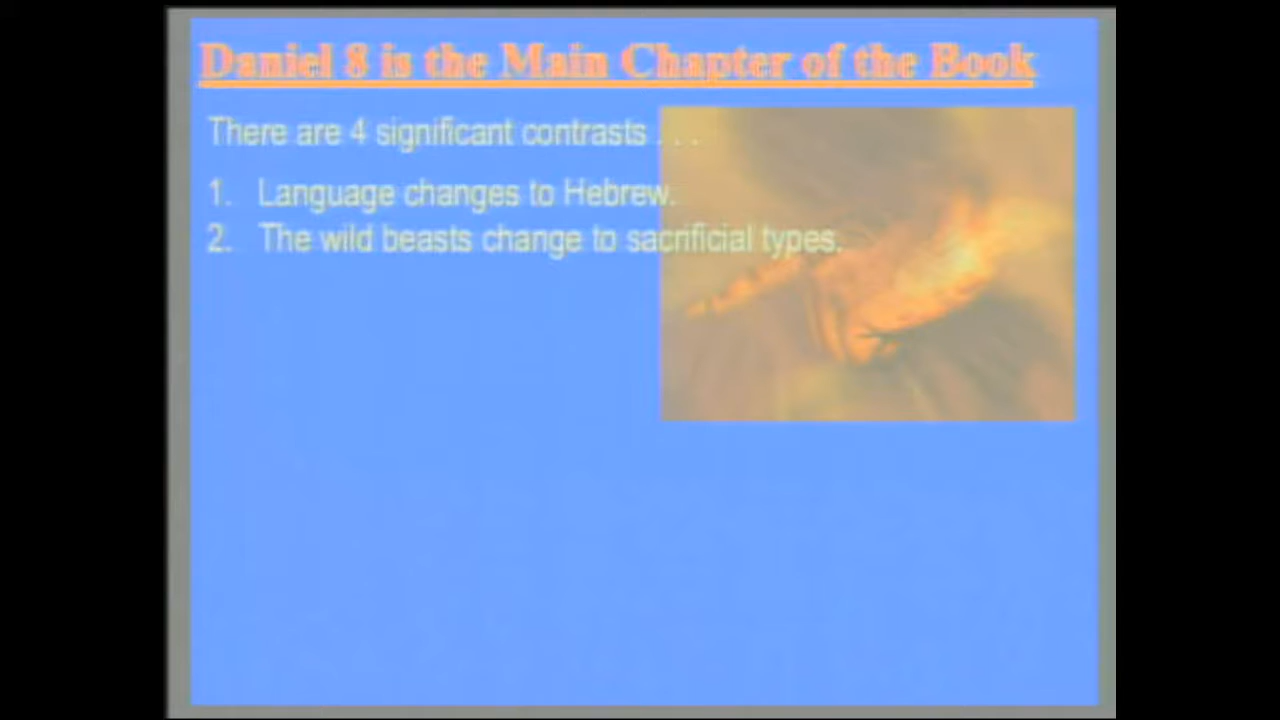 Daniel 8 is the Main Chapter of the Book
There are 4 significant contrasts . . .
1. Language changes to Hebrew.
2. The wild beasts change to sacrificial types.